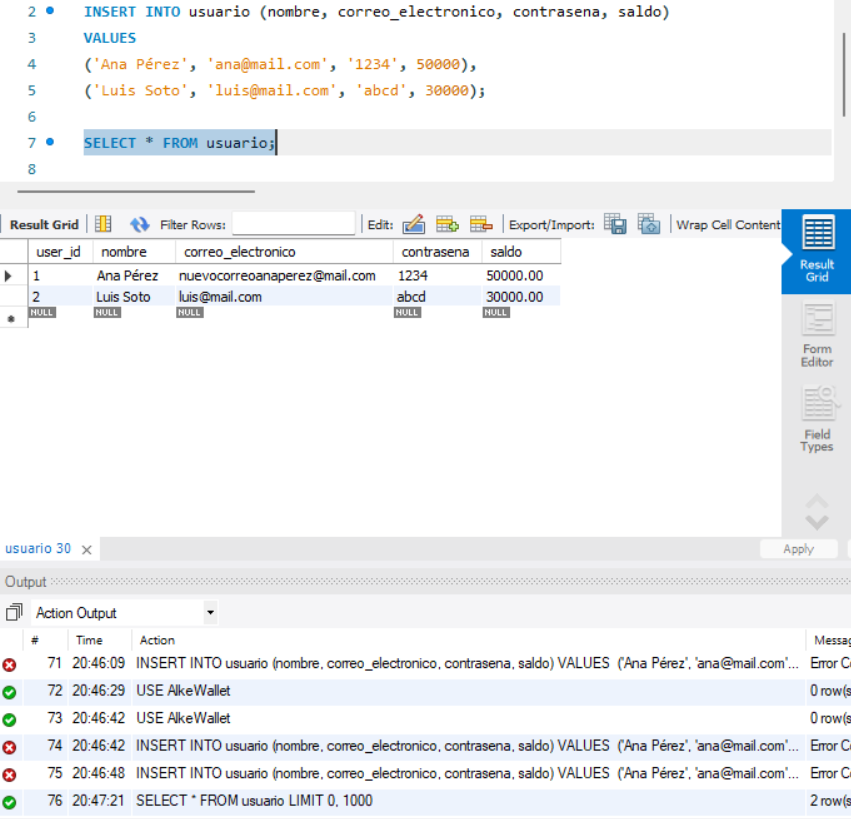 2 INSERT INTO usuario (nombre, correo_electronico, contrasena, saldo)
3 VALUES
4 ('Ana Pérez', 'ana@mail.com', '1234', 50000),
5 ('Luis Soto', 'luis@mail.com', 'abcd', 30000);
6
7 SELECT * FROM usuario;
8
Result Grid Filter Rows: Edit: Export/Import: Wrap Cell Content
user_id nombre correo_electronico contrasena saldo
1 Ana Pérez nuevocorreoanaperez@mail.com 1234 50000.00
2 Luis Soto luis@mail.com abcd 30000.00
NULL NULL NULL NULL NULL
Result
Grid
Form
Editor
Field
Types
usuario 30 Apply
Output
Action Output
# Time Action Messag
71 20:46:09 INSERT INTO usuario (nombre, correo_electronico, contrasena, saldo) VALUES ('Ana Pérez', 'ana@mail.com'... Error C
72 20:46:29 USE AlkeWallet 0 row(s
73 20:46:42 USE AlkeWallet 0 row(s
74 20:46:42 INSERT INTO usuario (nombre, correo_electronico, contrasena, saldo) VALUES ('Ana Pérez', 'ana@mail.com'... Error C
75 20:46:48 INSERT INTO usuario (nombre, correo_electronico, contrasena, saldo) VALUES ('Ana Pérez', 'ana@mail.com'... Error C
76 20:47:21 SELECT * FROM usuario LIMIT 0, 1000 2 row(s